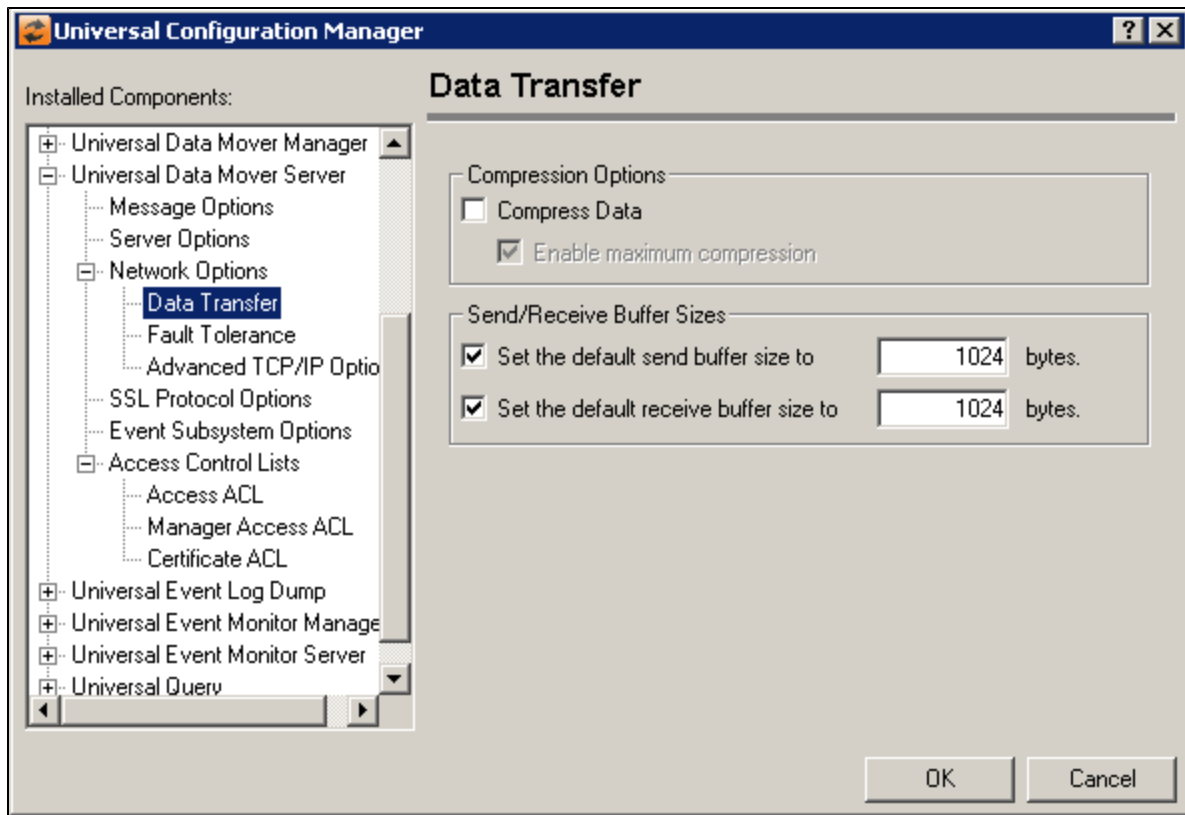 Universal Configuration Manager
Installed Components:
Universal Data Mover Manager
Universal Data Mover Server
Message Options
Server Options
Network Options
Data Transfer
Fault Tolerance
Advanced TCP/IP Optio
SSL Protocol Options
Event Subsystem Options
Access Control Lists
Access ACL
Manager Access ACL
Certificate ACL
Universal Event Log Dump
Universal Event Monitor Manage
Universal Event Monitor Server
Universal Query
Data Transfer
Compression Options
Compress Data
Enable maximum compression
Send/Receive Buffer Sizes
Set the default send buffer size to 1024 bytes.
Set the default receive buffer size to 1024 bytes.
OK Cancel